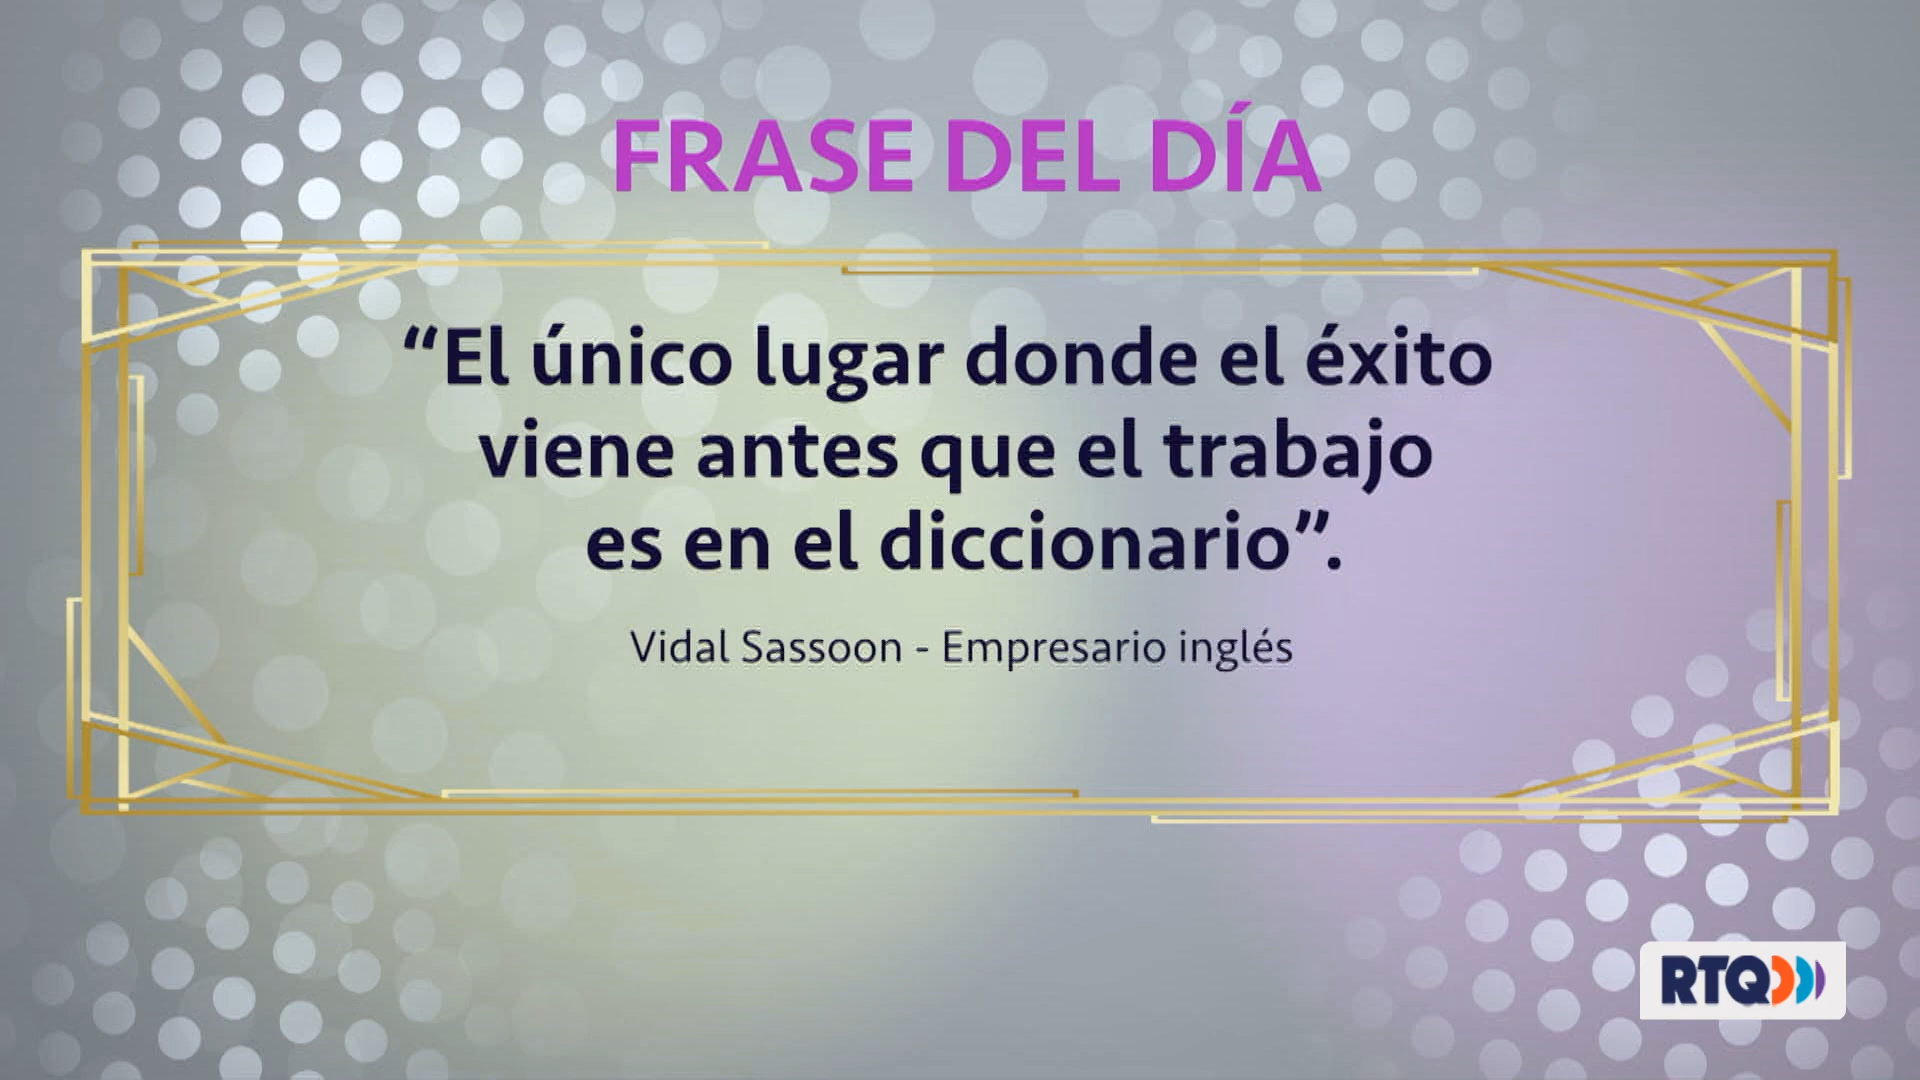 FRASE DEL DÍA
“El único lugar donde el éxito
viene antes que el trabajo
es en el diccionario”.
Vidal Sassoon - Empresario inglés
RTQ